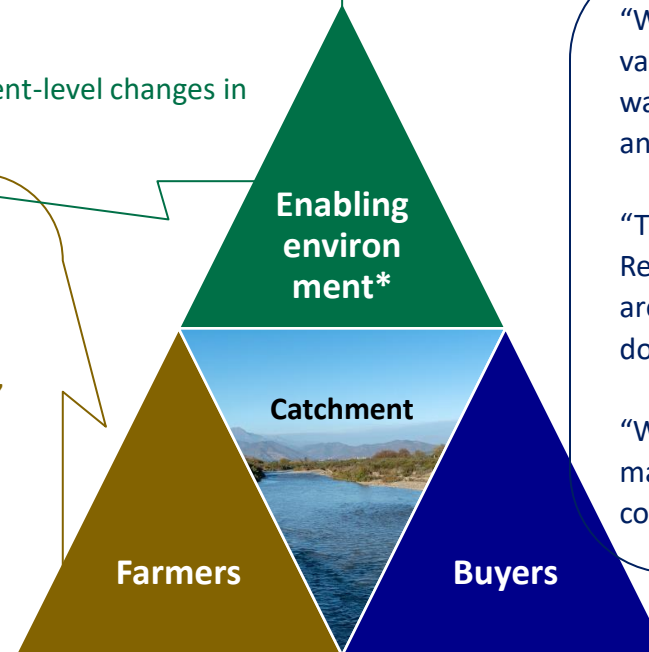 ent-level changes in
Enabling
environ
ment*
Catchment
Farmers
Buyers
“W
va
wa
an
“T
Re
are
do
“W
ma
co